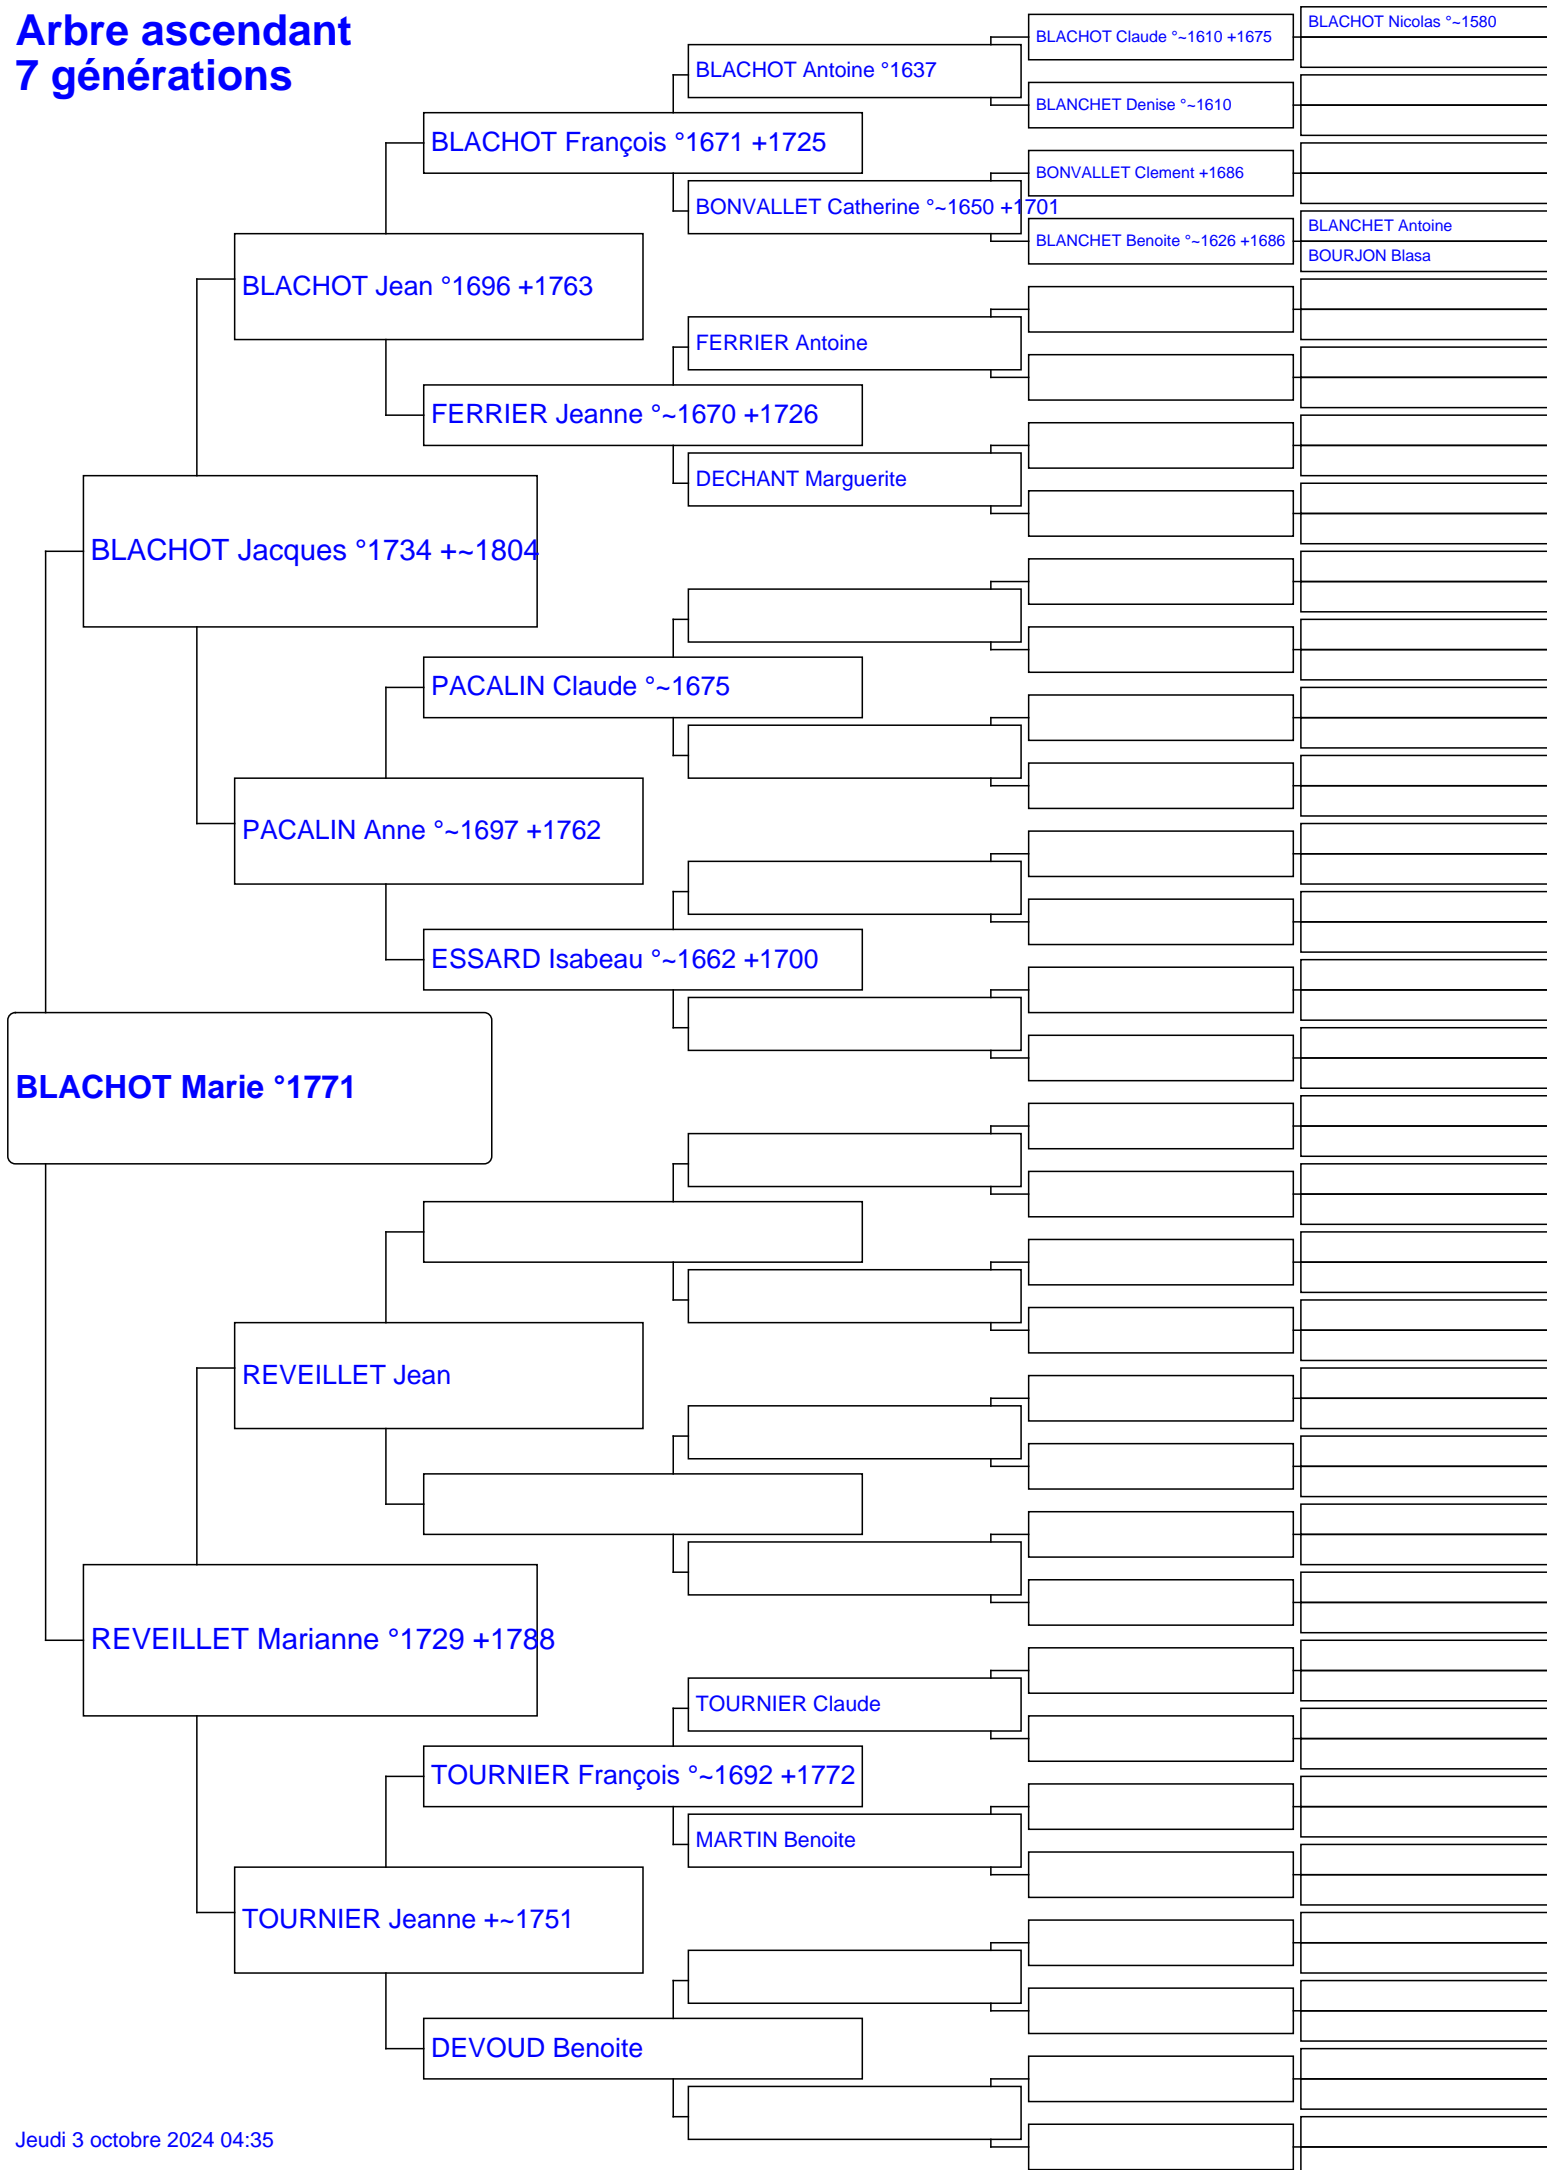 Arbre ascendant
7 générations
BLACHOT Marie °1771
BLACHOT Jacques °1734 +~1804
REVEILLET Marianne °1729 +1788
BLACHOT Jean °1696 +1763
PACALIN Anne °~1697 +1762
REVEILLET Jean
TOURNIER Jeanne +~1751
BLACHOT François °1671 +1725
FERRIER Jeanne °~1670 +1726
PACALIN Claude °~1675
ESSARD Isabeau °~1662 +1700
TOURNIER François °~1692 +1772
DEVOUD Benoite
BLACHOT Antoine °1637
BONVALLET Catherine °~1650 +1701
FERRIER Antoine
DECHANT Marguerite
TOURNIER Claude
MARTIN Benoite
BLACHOT Claude °~1610 +1675
BLANCHET Denise °~1610
BONVALLET Clement +1686
BLANCHET Benoite °~1626 +1686
BLACHOT Nicolas °~1580
BLANCHET Antoine
BOURJON Blasa
Jeudi 3 octobre 2024 04:35